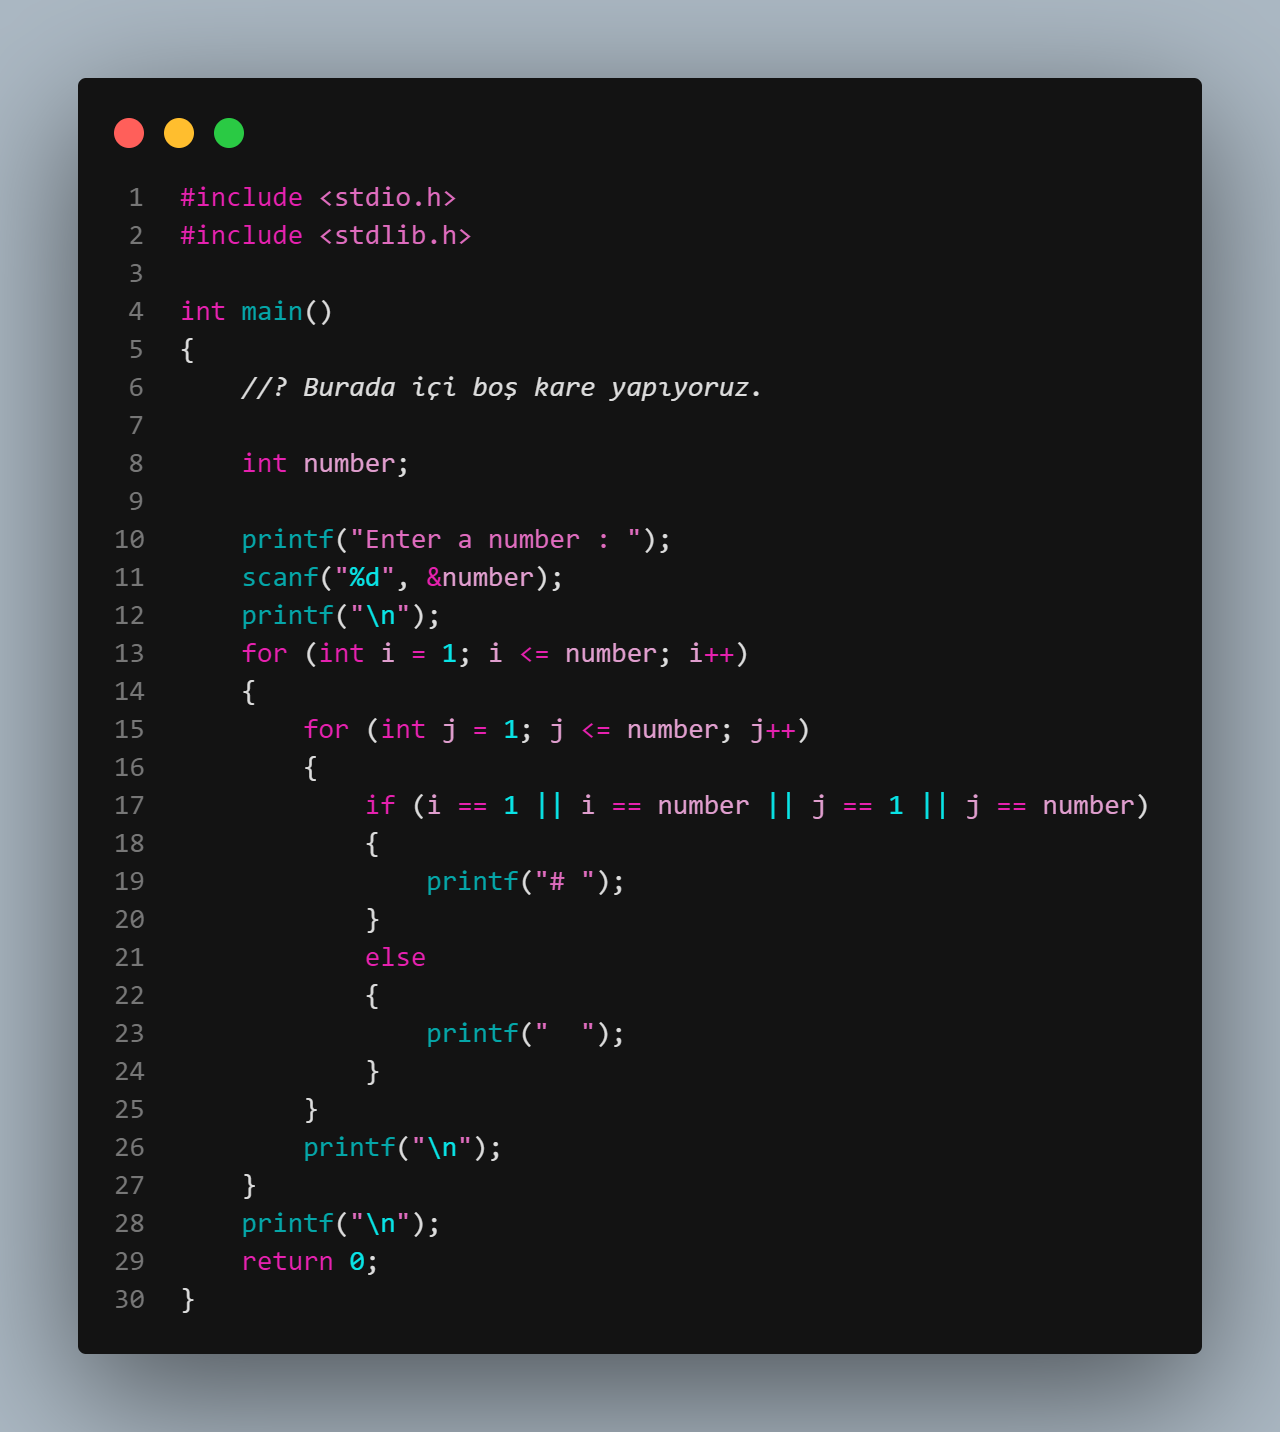 1 #include <stdio.h>
2 #include <stdlib.h>
3
4 int main()
5 {
6     //? Burada içi boş kare yapıyoruz.
7
8     int number;
9
10     printf("Enter a number : ");
11     scanf("%d", &number);
12     printf("\n");
13     for (int i = 1; i <= number; i++)
14     {
15         for (int j = 1; j <= number; j++)
16         {
17             if (i == 1 || i == number || j == 1 || j == number)
18             {
19                 printf("# ");
20             }
21             else
22             {
23                 printf("  ");
24             }
25         }
26         printf("\n");
27     }
28     printf("\n");
29     return 0;
30 }